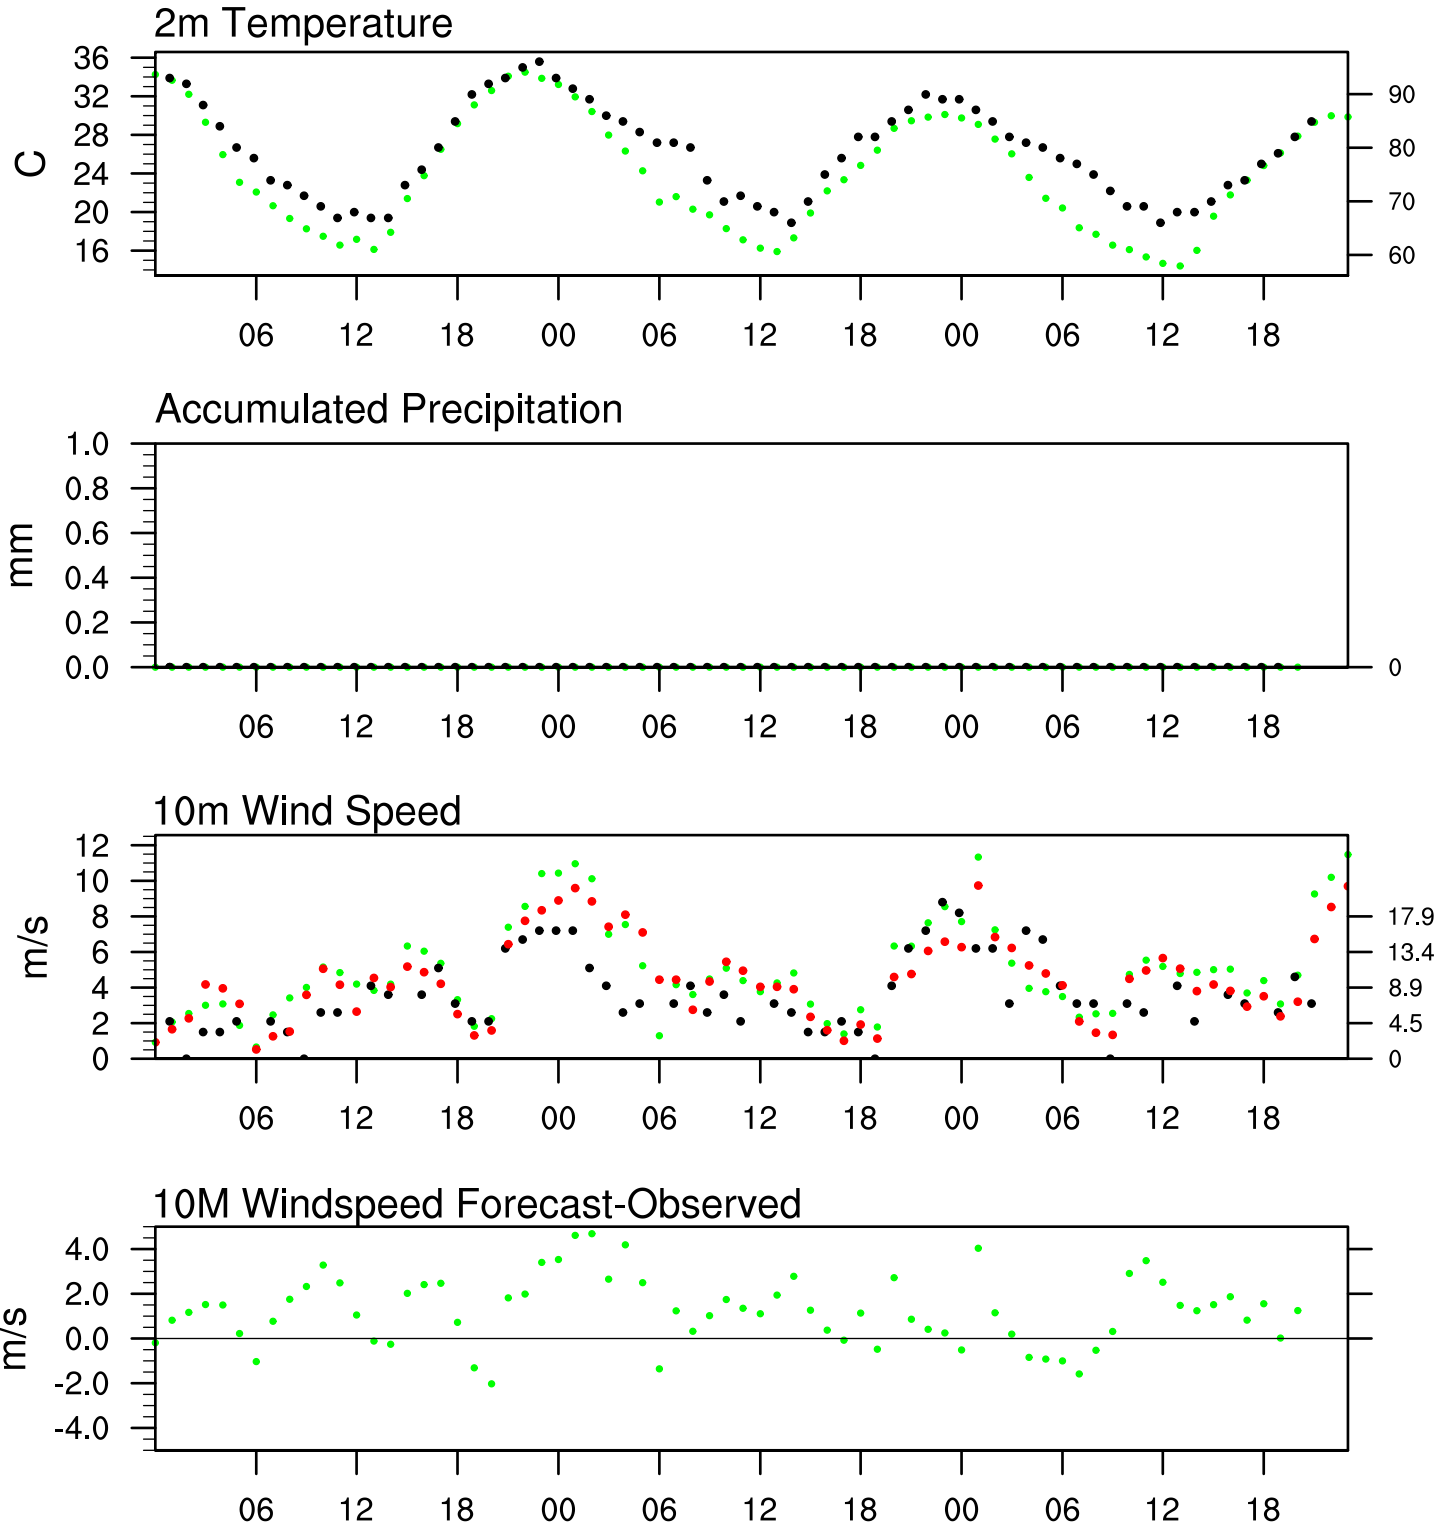 2m Temperature
36
32
28
24
20
16
C
90
80
70
60
06 12 18 00 06 12 18 00 06 12 18
Accumulated Precipitation
1.0
0.8
0.6
0.4
0.2
0.0
mm
0
06 12 18 00 06 12 18 00 06 12 18
10m Wind Speed
12
10
8
6
4
2
0
m/s
17.9
13.4
8.9
4.5
0
06 12 18 00 06 12 18 00 06 12 18
10M Windspeed Forecast-Observed
4.0
2.0
0.0
-2.0
-4.0
m/s
06 12 18 00 06 12 18 00 06 12 18